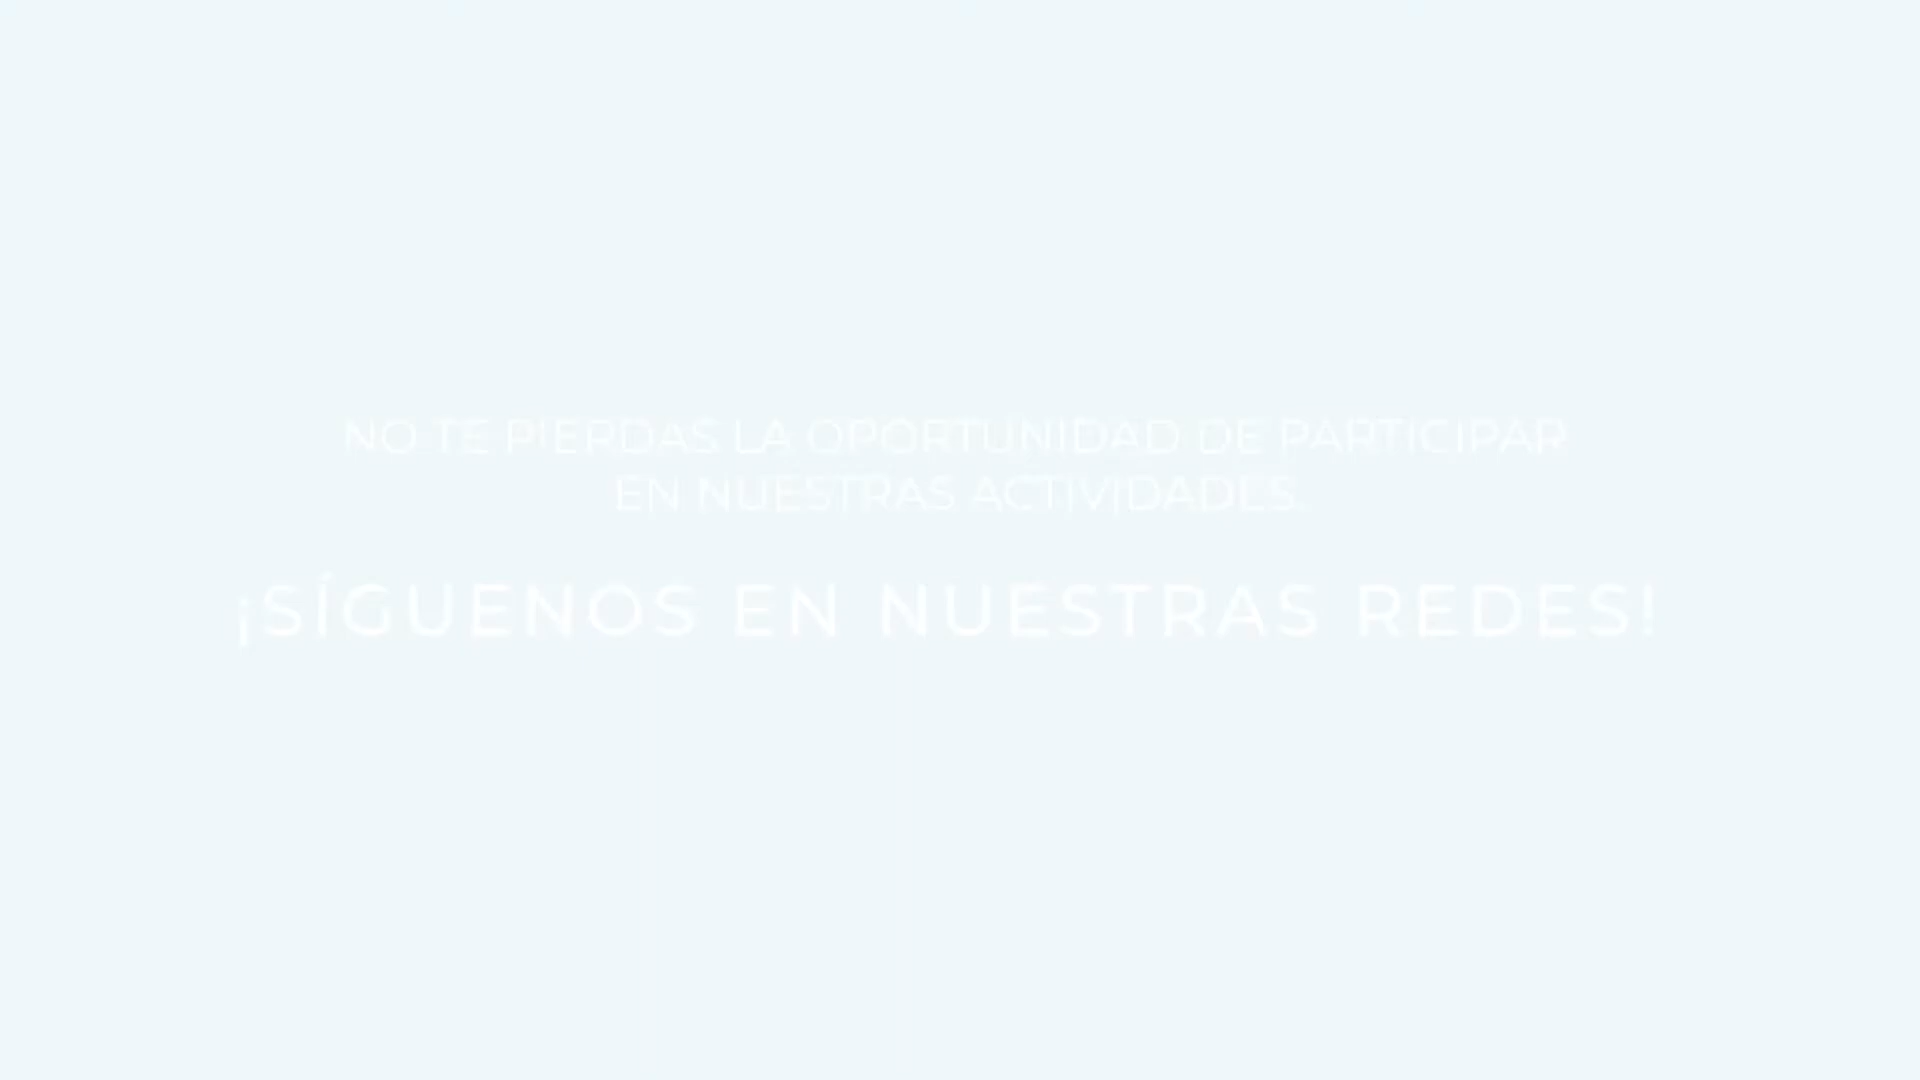 NO TE PIERDAS LA OPORTUNIDAD DE PARTICIPAR
EN NUESTRAS ACTIVIDADES.
¡SÍGUENOS EN NUESTRAS REDES!